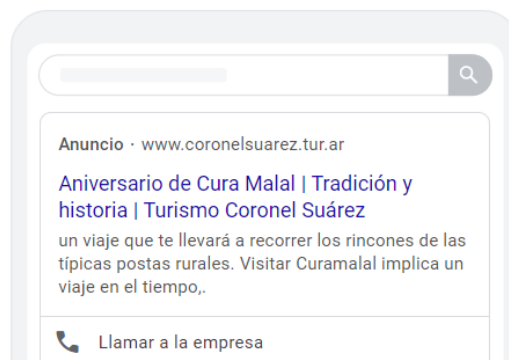 Anuncio · www.coronelsuarez.tur.ar
Aniversario de Cura Malal | Tradición y
historia | Turismo Coronel Suárez
un viaje que te llevará a recorrer los rincones de las
típicas postas rurales. Visitar Curamalal implica un
viaje en el tiempo,.
Llamar a la empresa